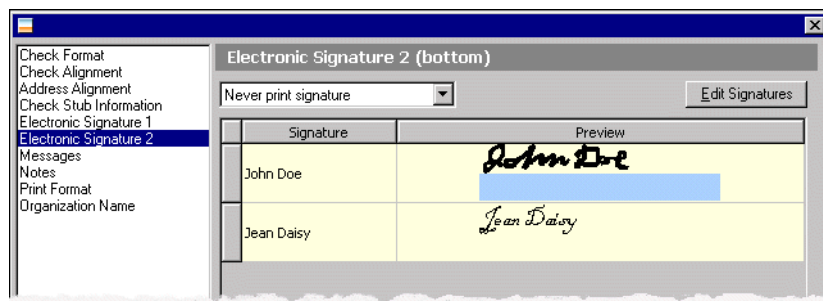 Check Format
Check Alignment
Address Alignment
Check Stub Information
Electronic Signature 1
Electronic Signature 2
Messages
Notes
Print Format
Organization Name
Electronic Signature 2 (bottom)
Never print signature
Edit Signatures
Signature Preview
John Doe John Doe
Jean Daisy Jean Daisy